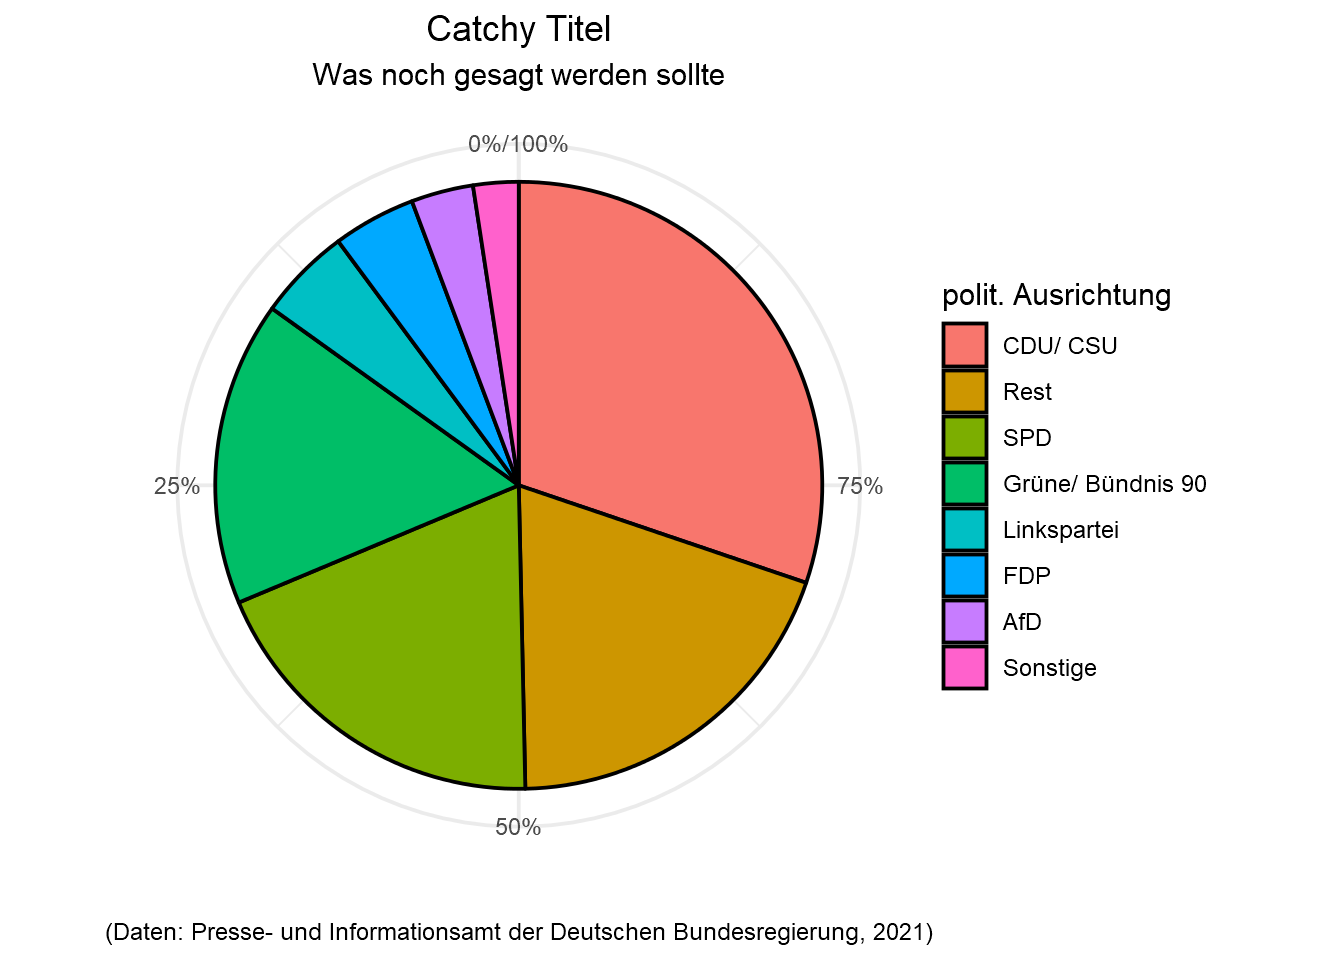 Catchy Titel
Was noch gesagt werden sollte
0%/100%
25%
75%
50%
polit. Ausrichtung
CDU/ CSU
Rest
SPD
Grüne/ Bündnis 90
Linkspartei
FDP
AfD
Sonstige
(Daten: Presse- und Informationsamt der Deutschen Bundesregierung, 2021)